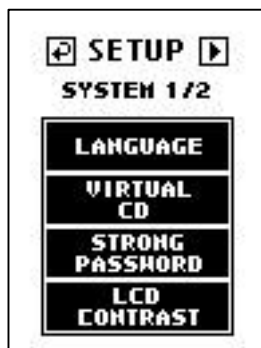 SETUP
SYSTEM 1/2
LANGUAGE
VIRTUAL
CD
STRONG
PASSWORD
LCD
CONTRAST